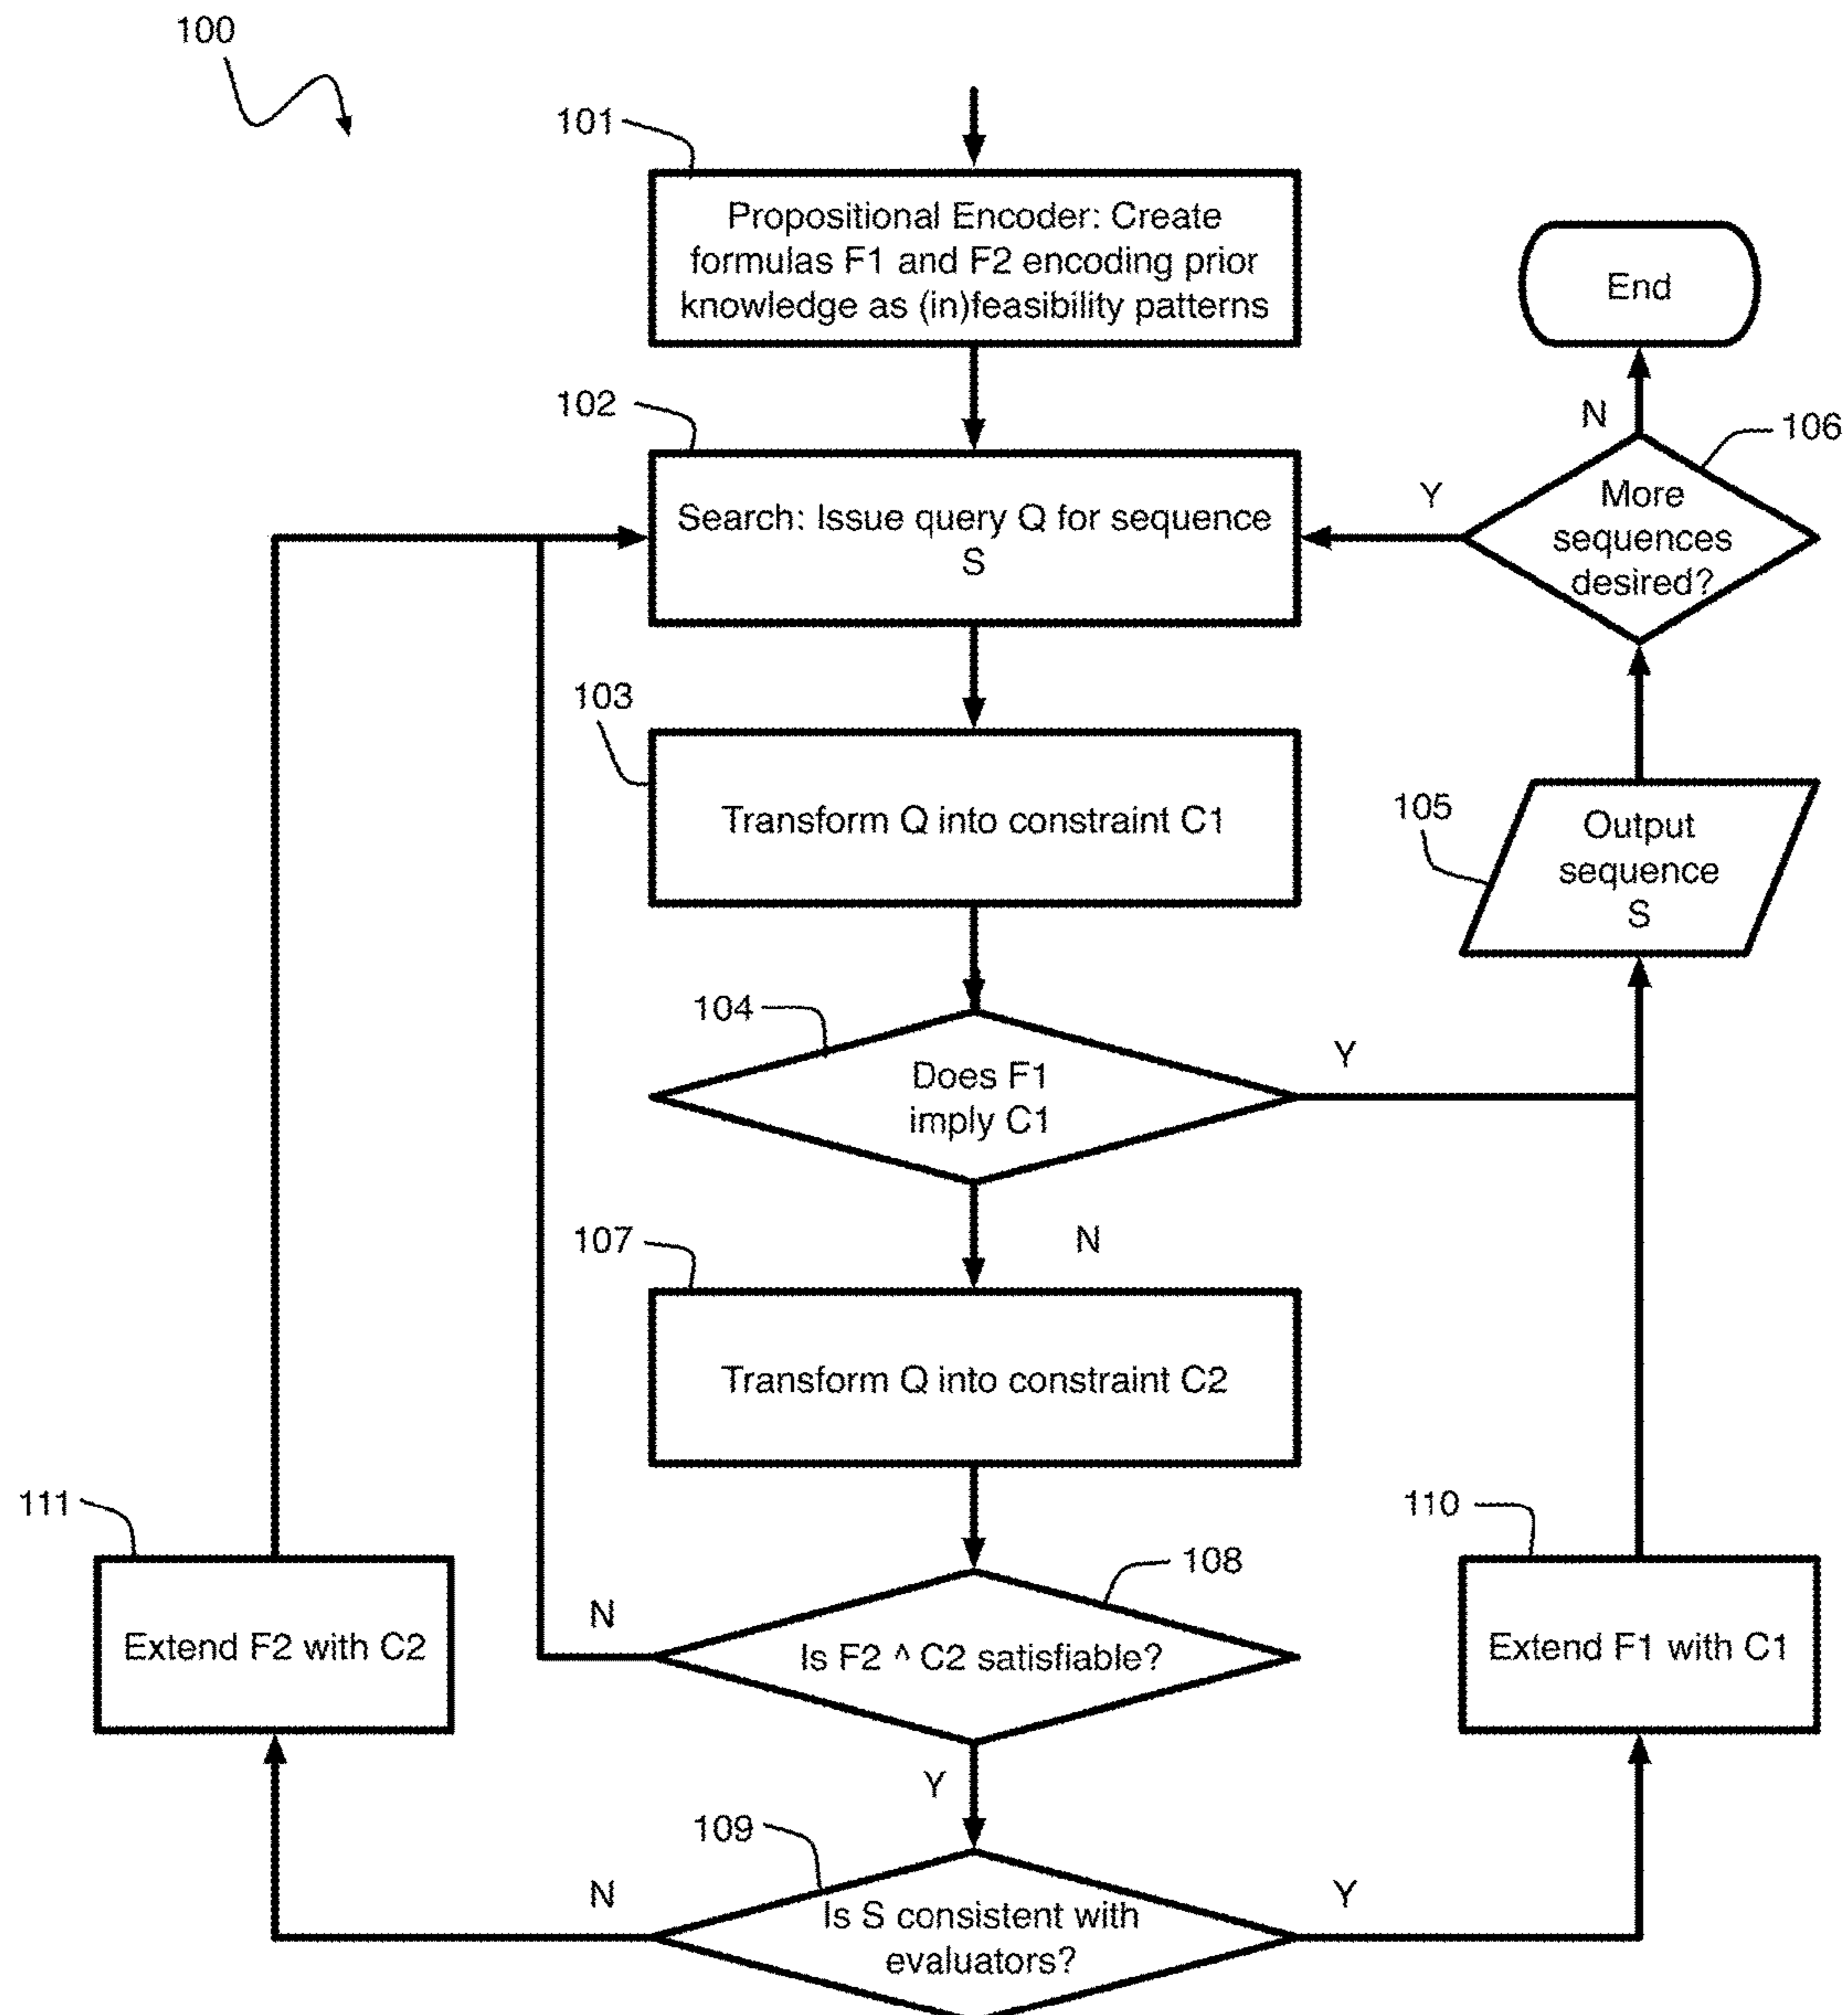 100
101
Propositional Encoder: Create
formulas F1 and F2 encoding prior
knowledge as (in)feasibility patterns
End
102
N
106
Search: Issue query Q for sequence
S
Y
More
sequences
desired?
103
Transform Q into constraint C1
105
Output
sequence
S
104
Does F1
imply C1
Y
N
107
Transform Q into constraint C2
111
110
108
Extend F2 with C2
N
Is F2 ^ C2 satisfiable?
Extend F1 with C1
Y
109
N
Is S consistent with
evaluators?
Y